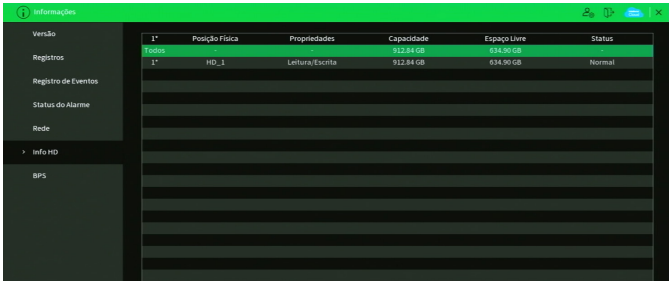 Informações
Versão
Registros
Registro de Eventos
Status do Alarme
Rede
Info HD
BPS
1* Posição Física Propriedades Capacidade Espaço Livre Status
Todos - - 912.84 GB 634.90 GB -
1* HD_1 Leitura/Escrita 912.84 GB 634.90 GB Normal